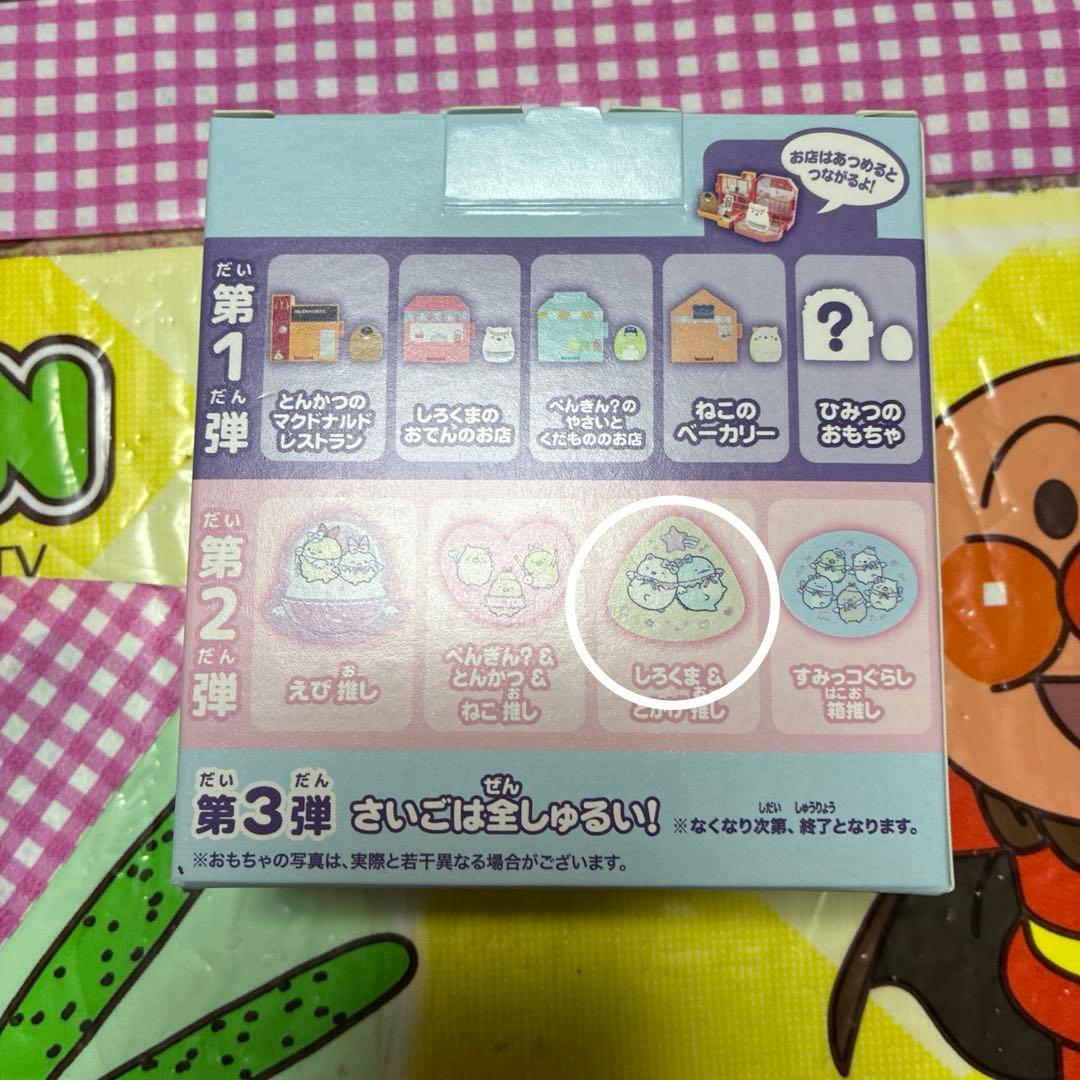 お店はあつめると
つながるよ!
だい
第1弾
だん
McDonald's
とんかつの
マクドナルド
レストラン
しろくまの
おでんのお店
ぺんぎん?の
やさいと
くだもののお店
ねこの
ベーカリー
?
ひみつの
おもちゃ
だい
第2弾
だん
お
えび推し
ぺんぎん?&
とんかつ&
お
ねこ推し
しろくま&
お
とかげ推し
すみっコぐらし
はこお
箱推し
だい だん
第3弾
ぜん
さいごは全しゅるい!
しだい しゅうりょう
※なくなり次第、終了となります。
※おもちゃの写真は、実際と若干異なる場合がございます。
N
TV